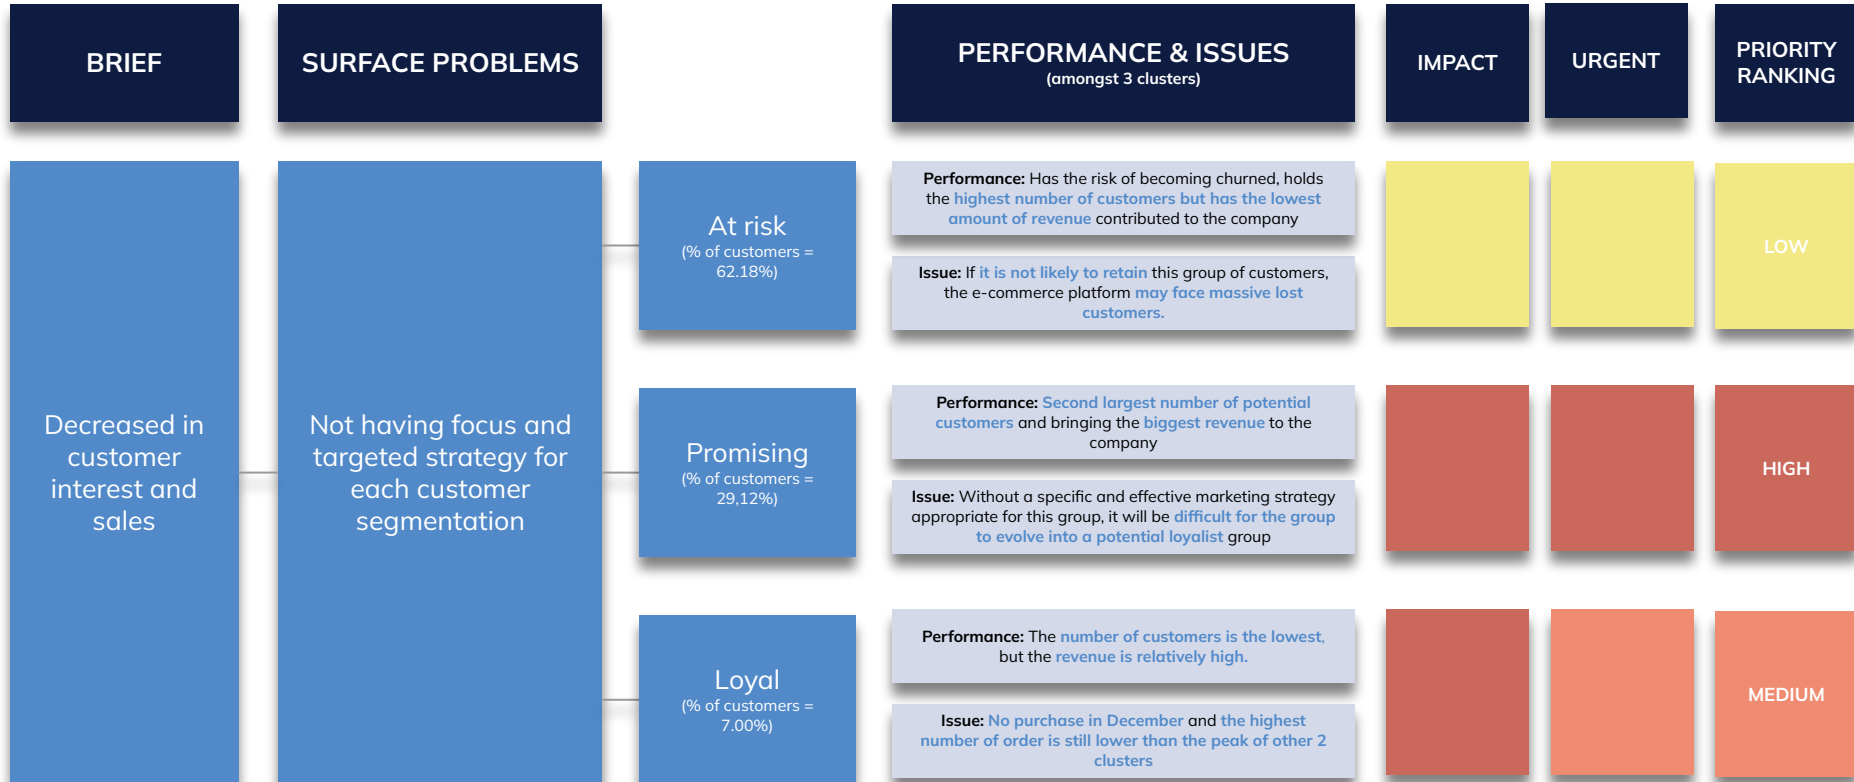 BRIEF
SURFACE PROBLEMS
PERFORMANCE & ISSUES
(amongst 3 clusters)
IMPACT
URGENT
PRIORITY
RANKING
Decreased in
customer
interest and
sales
Not having focus and
targeted strategy for
each customer
segmentation
At risk
(% of customers =
62.18%)
Performance: Has the risk of becoming churned, holds
the highest number of customers but has the lowest
amount of revenue contributed to the company
Issue: If it is not likely to retain this group of customers,
the e-commerce platform may face massive lost
customers.
LOW
Promising
(% of customers =
29,12%)
Performance: Second largest number of potential
customers and bringing the biggest revenue to the
company
Issue: Without a specific and effective marketing strategy
appropriate for this group, it will be difficult for the group
to evolve into a potential loyalist group
HIGH
Loyal
(% of customers =
7.00%)
Performance: The number of customers is the lowest,
but the revenue is relatively high.
Issue: No purchase in December and the highest
number of order is still lower than the peak of other 2
clusters
MEDIUM